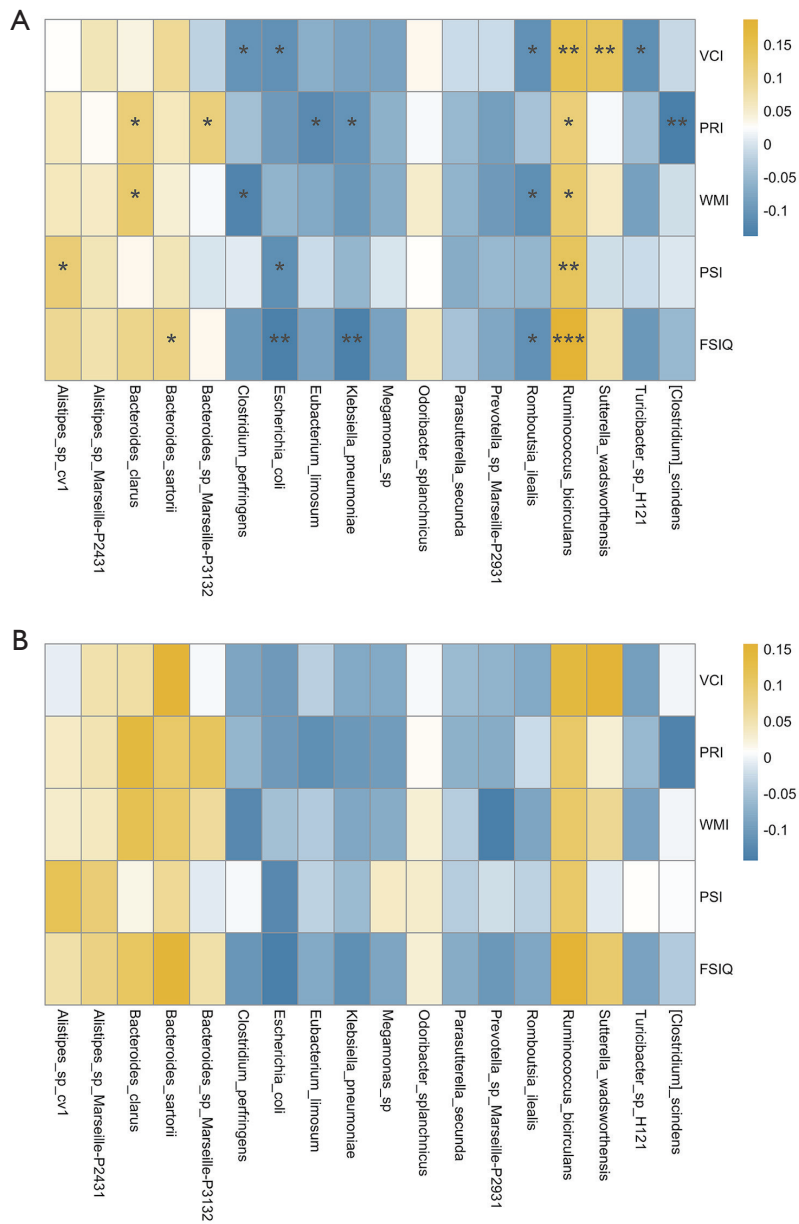 A
* * * ** ** * VCI
* * * * * ** PRI
* * * * WMI
* * ** PSI
* ** ** * *** FSIQ
0.15
0.1
0.05
0
-0.05
-0.1
Alistipes_sp_cv1
Alistipes_sp_Marseille-P2431
Bacteroides_clarus
Bacteroides_sartorii
Bacteroides_sp_Marseille-P3132
Clostridium_perfringens
Escherichia_coli
Eubacterium_limosum
Klebsiella_pneumoniae
Megamonas_sp
Odoribacter_splanchnicus
Parasutterella_secunda
Prevotella_sp_Marseille-P2931
Romboutsia_ilealis
Ruminococcus_bicirculans
Sutterella_wadsworthensis
Turicibacter_sp_H121
[Clostridium]_scindens
B
VCI
PRI
WMI
PSI
FSIQ
0.15
0.1
0.05
0
-0.05
-0.1
Alistipes_sp_cv1
Alistipes_sp_Marseille-P2431
Bacteroides_clarus
Bacteroides_sartorii
Bacteroides_sp_Marseille-P3132
Clostridium_perfringens
Escherichia_coli
Eubacterium_limosum
Klebsiella_pneumoniae
Megamonas_sp
Odoribacter_splanchnicus
Parasutterella_secunda
Prevotella_sp_Marseille-P2931
Romboutsia_ilealis
Ruminococcus_bicirculans
Sutterella_wadsworthensis
Turicibacter_sp_H121
[Clostridium]_scindens